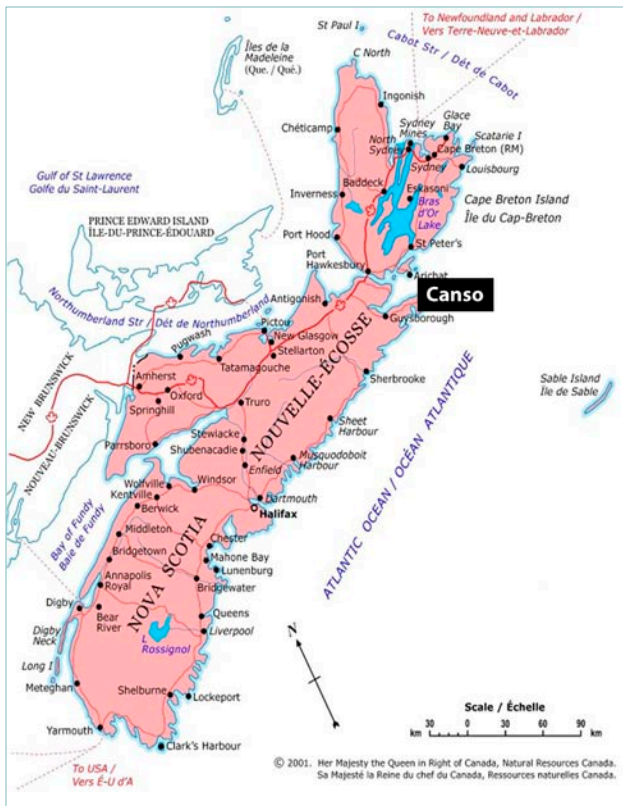 St Paul I
To Newfoundland and Labrador /
Vers Terre-Neuve-et-Labrador
Cabot Str / Dét de Cabot
C North
Îles de la
Madeleine
(Que. / Qué.)
Ingonish
Chéticamp
Sydney
Mines
Glace
Bay
Scatarie I
North
Sydney
Cape Breton (RM)
Sydney
Louisbourg
Gulf of St Lawrence
Golfe du Saint-Laurent
Baddeck
Eskasoni
Inverness
Bras
d'Or
Lake
Cape Breton Island
Île du Cap-Breton
PRINCE EDWARD ISLAND
ÎLE-DU-PRINCE-ÉDOUARD
Port Hood
St Peter's
Port
Hawkesbury
Arichat
Canso
Northumberland Str / Dét de Northumberland
Antigonish
Guysborough
Pictou
New Glasgow
Stellarton
Pugwash
Tatamagouche
Amherst
Oxford
Springhill
NEW BRUNSWICK
NOUVEAU-BRUNSWICK
NOUVELLE-ÉCOSSE
Sherbrooke
Sable Island
Île de Sable
Truro
Parrsboro
Stewiacke
Shubenacadie
Enfield
Sheet
Harbour
Musquodoboit
Harbour
ATLANTIC OCEAN / OCÉAN ATLANTIQUE
Wolfville
Kentville
Berwick
Windsor
Dartmouth
Halifax
Bay of Fundy
Baie de Fundy
Middleton
Bridgetown
Chester
Mahone Bay
Lunenburg
Annapolis
Royal
Bridgewater
NOVA SCOTIA
Digby
Bear
River
Queens
Digby
Neck
L
Rossignol
Liverpool
Long I
Meteghan
Shelburne
Lockeport
Yarmouth
Clark's Harbour
To USA /
Vers É-U d'A
N
Scale / Échelle
30 0 30 60 90
km km
© 2001. Her Majesty the Queen in Right of Canada, Natural Resources Canada.
Sa Majesté la Reine du chef du Canada, Ressources naturelles Canada.